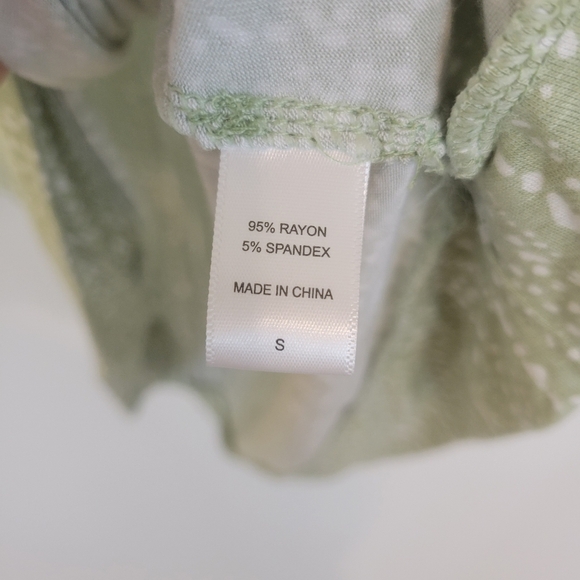 95% RAYON
5% SPANDEX
MADE IN CHINA
S